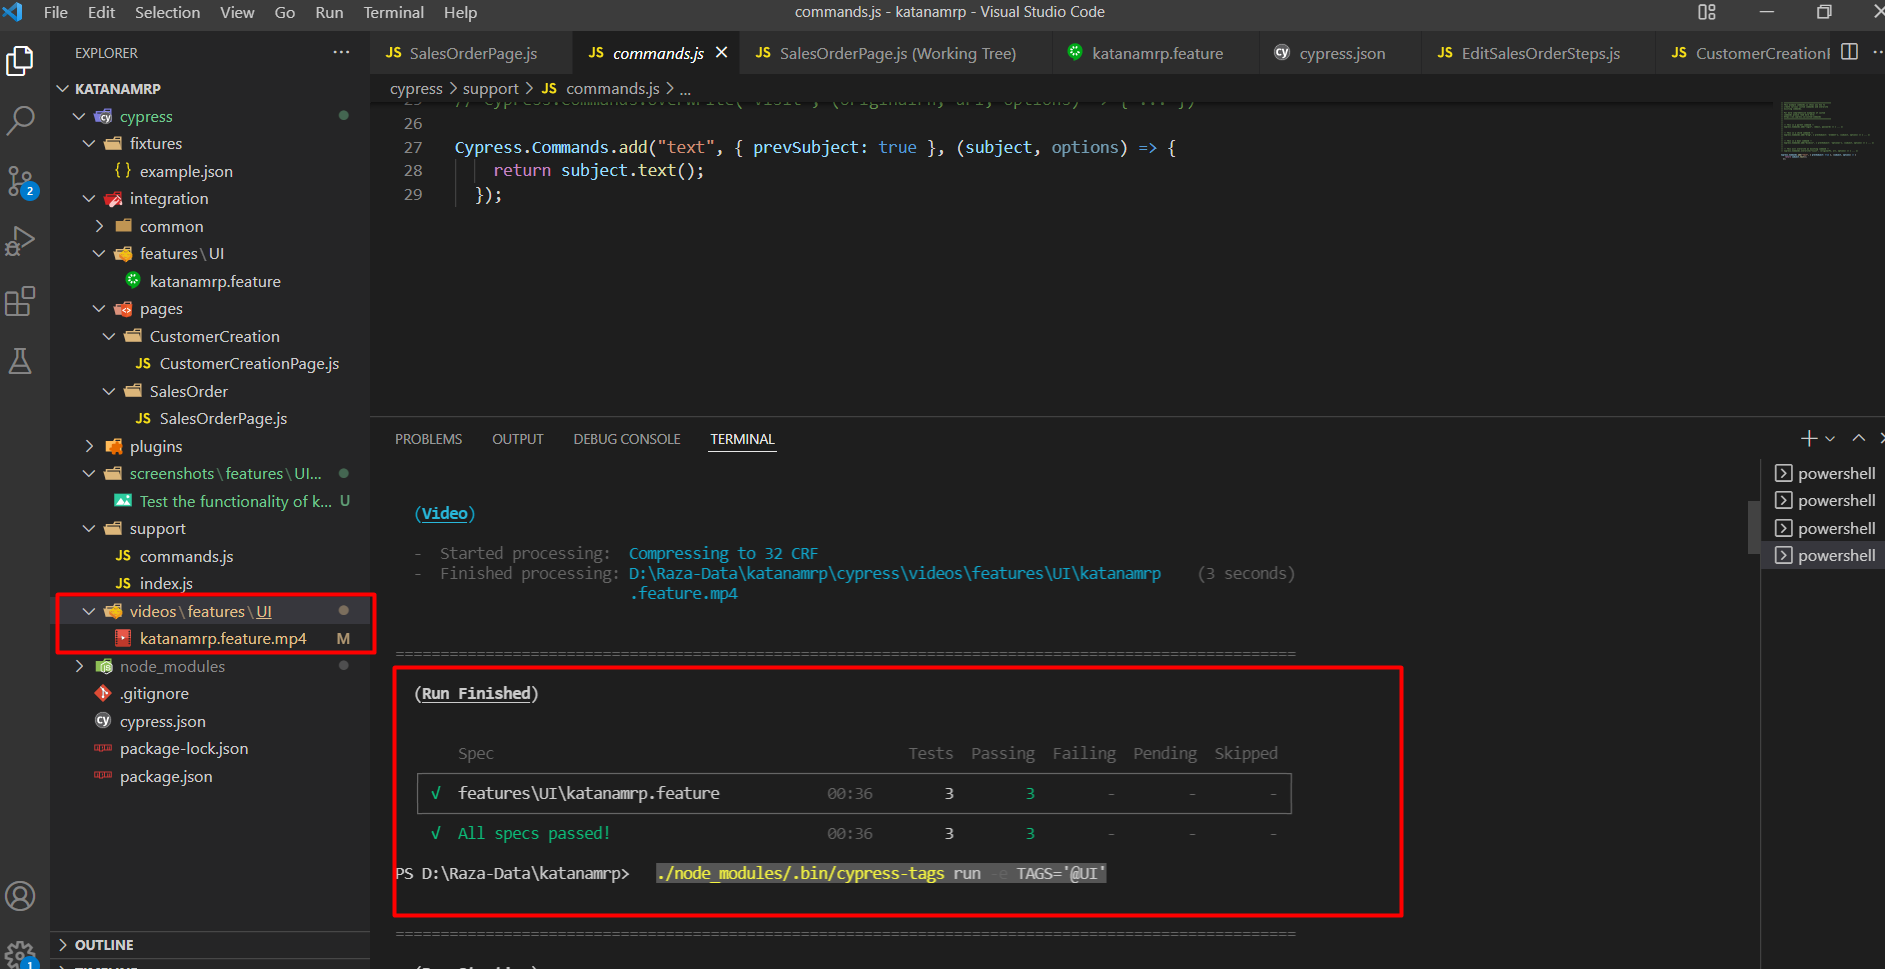 File Edit Selection View Go Run Terminal Help
commands.js - katanamrp - Visual Studio Code
EXPLORER ...
JS SalesOrderPage.js
JS commands.js
JS SalesOrderPage.js (Working Tree)
katanamrp.feature
cy cypress.json
JS EditSalesOrderSteps.js
JS CustomerCreation
cypress > support > JS commands.js > ...
KATANAMRP
cypress
fixtures
{} example.json
integration
common
features\UI
katanamrp.feature
pages
CustomerCreation
JS CustomerCreationPage.js
SalesOrder
JS SalesOrderPage.js
plugins
screenshots\features\UI...
Test the functionality of k... U
support
JS commands.js
JS index.js
videos\features\UI
katanamrp.feature.mp4 M
node_modules
.gitignore
cy cypress.json
package-lock.json
package.json
OUTLINE
2
1
26
27 Cypress.Commands.add("text", { prevSubject: true }, (subject, options) => {
28 return subject.text();
29 });
PROBLEMS OUTPUT DEBUG CONSOLE TERMINAL
powershell
powershell
powershell
powershell
(Video)
- Started processing: Compressing to 32 CRF
- Finished processing: D:\Raza-Data\katanamrp\cypress\videos\features\UI\katanamrp (3 seconds)
.feature.mp4
(Run Finished)
Spec Tests Passing Failing Pending Skipped
√ features\UI\katanamrp.feature 00:36 3 3 - - -
√ All specs passed! 00:36 3 3 - - -
PS D:\Raza-Data\katanamrp> ./node_modules/.bin/cypress-tags run -e TAGS='@UI'